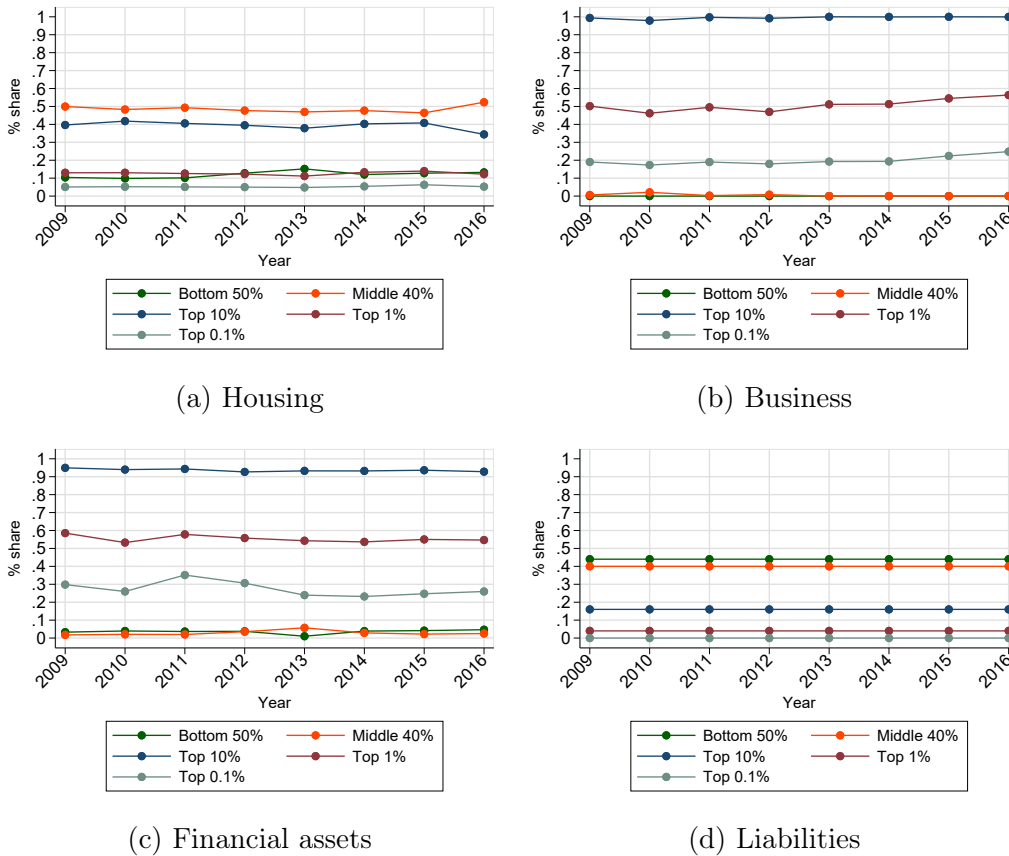 % share
1
.9
.8
.7
.6
.5
.4
.3
.2
.1
0
2009 2010 2011 2012 2013 2014 2015 2016
Year
Bottom 50% Middle 40%
Top 10% Top 1%
Top 0.1%
(a) Housing
% share
1
.9
.8
.7
.6
.5
.4
.3
.2
.1
0
2009 2010 2011 2012 2013 2014 2015 2016
Year
Bottom 50% Middle 40%
Top 10% Top 1%
Top 0.1%
(b) Business
% share
1
.9
.8
.7
.6
.5
.4
.3
.2
.1
0
2009 2010 2011 2012 2013 2014 2015 2016
Year
Bottom 50% Middle 40%
Top 10% Top 1%
Top 0.1%
(c) Financial assets
% share
1
.9
.8
.7
.6
.5
.4
.3
.2
.1
0
2009 2010 2011 2012 2013 2014 2015 2016
Year
Bottom 50% Middle 40%
Top 10% Top 1%
Top 0.1%
(d) Liabilities